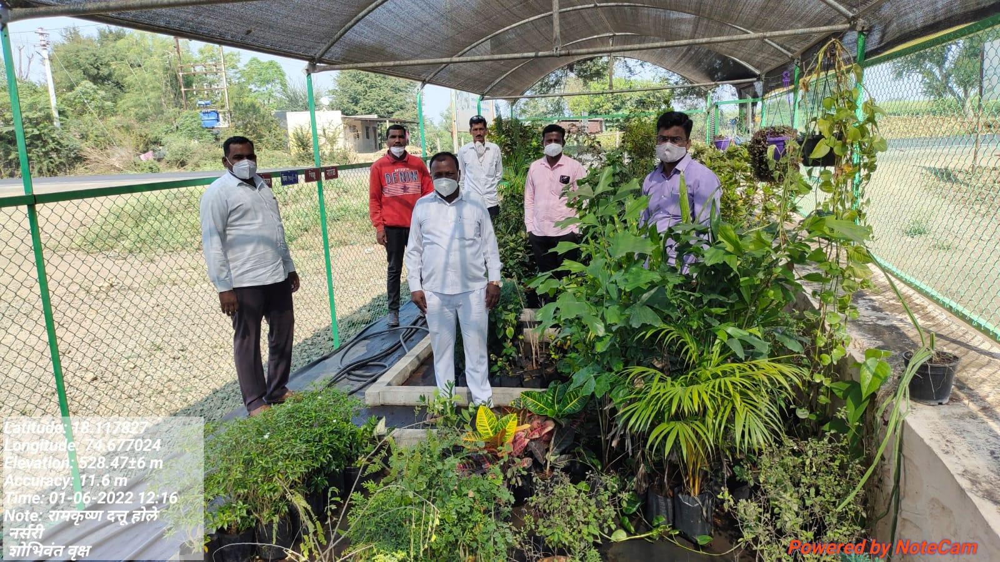 AUTHENTIC
DENIM
Latitude: 18.117827
Longitude: 74.677024
Elevation: 528.47±6 m
Accuracy: 11.6 m
Time: 01-06-2022 12:16
Note: रामकृष्ण दत्तू होले
नर्सरी
शोभिवंत वृक्ष
Powered by NoteCam